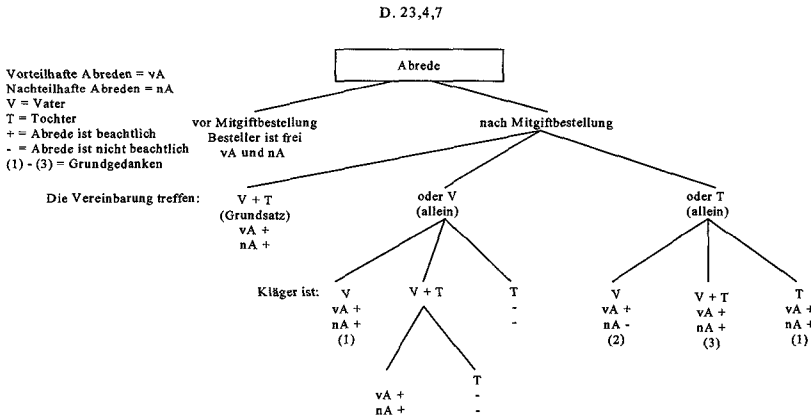 D. 23,4,7
Abrede
Vorteilhafte Abreden = vA
Nachteilhafte Abreden = nA
V = Vater
T = Tochter
+ = Abrede ist beachtlich
- = Abrede ist nicht beachtlich
(1) - (3) = Grundgedanken
vor Mitgiftbestellung
Besteller ist frei
vA und nA
nach Mitgiftbestellung
Die Vereinbarung treffen:
V + T
(Grundsatz)
vA +
nA +
oder V
(allein)
oder T
(allein)
Kläger ist:
V
vA +
nA +
(1)
V + T
T
-
-
V
vA +
nA -
(2)
V + T
vA +
nA +
(3)
T
vA +
nA +
(1)
vA +
nA +
T
-
-